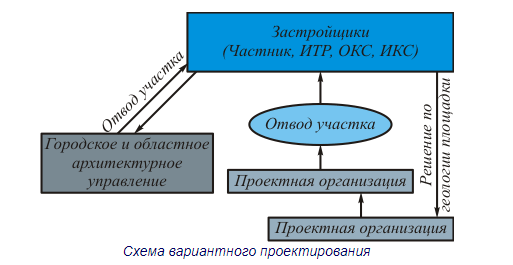 Застройщики
(Частник, ИТР, ОКС, ИКС)
Отвод участка
Отвод участка
Городское и областное
архитектурное
управление
Решение по
геологии площадки
Проектная организация
Проектная организация
Схема вариантного проектирования